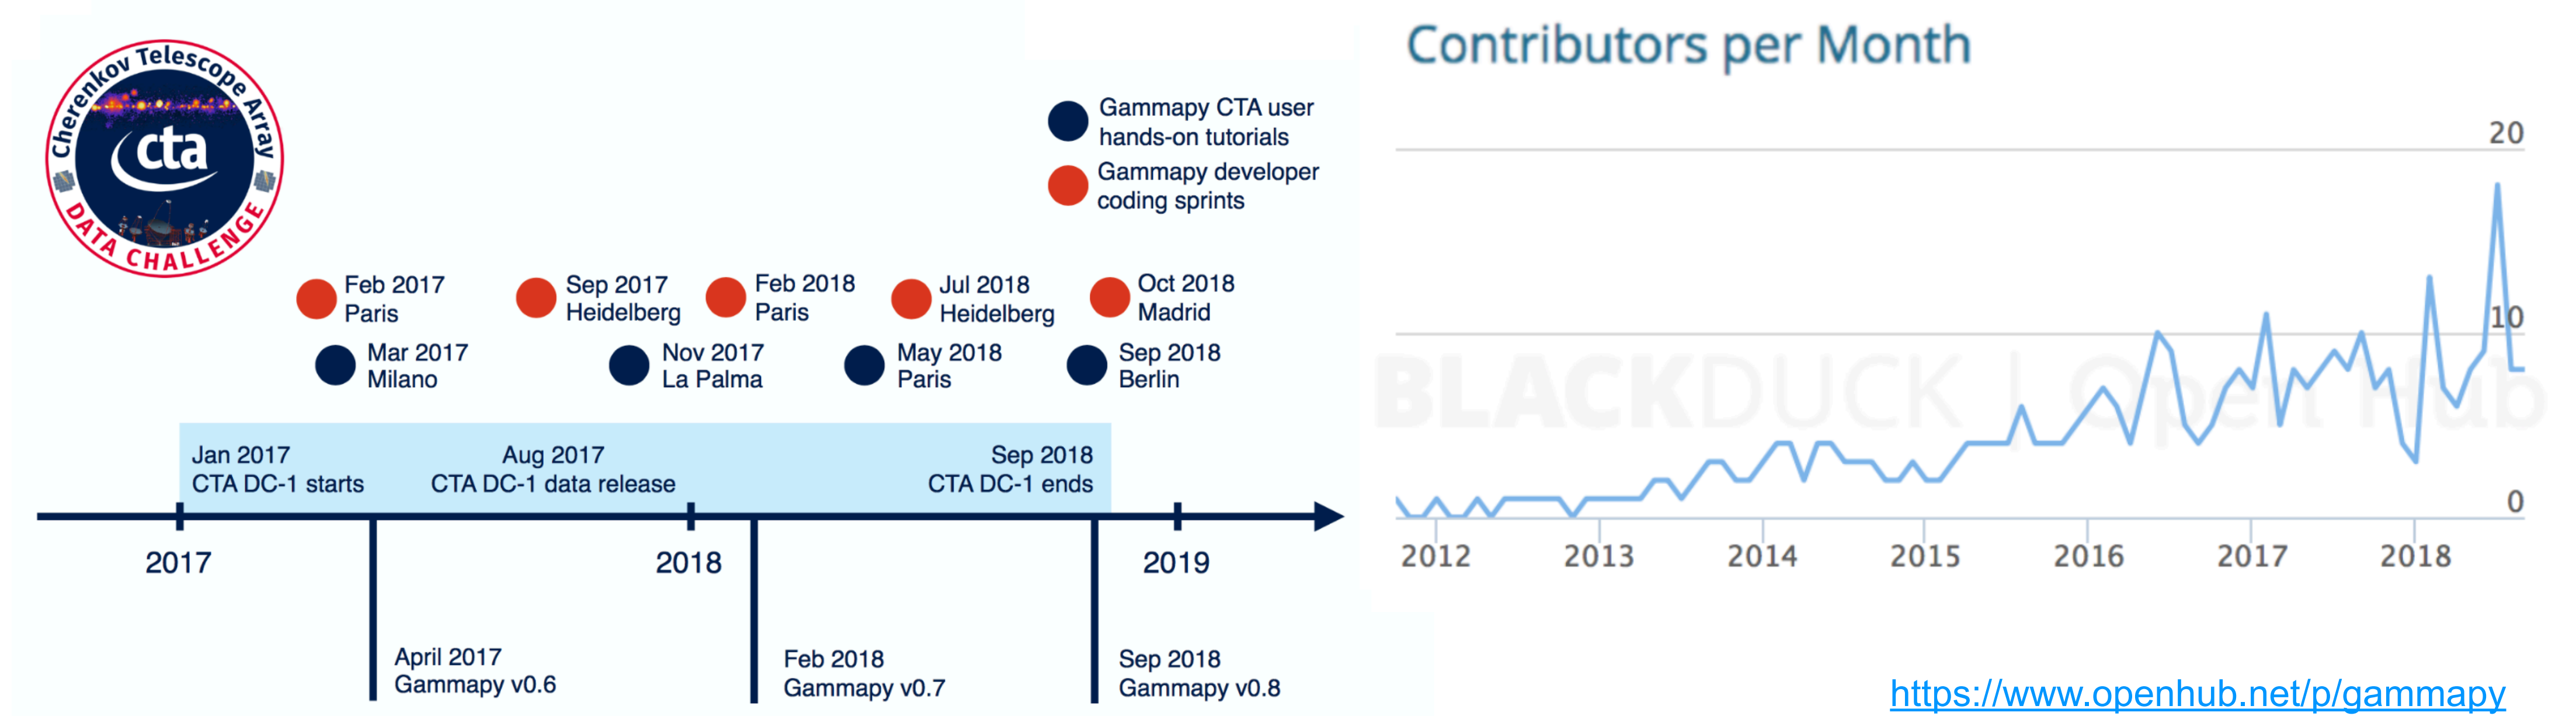 Cherenkov Telescope Array
cta
DATA CHALLENGE
Gammapy CTA user
hands-on tutorials
Gammapy developer
coding sprints
Feb 2017
Paris
Sep 2017
Heidelberg
Feb 2018
Paris
Jul 2018
Heidelberg
Oct 2018
Madrid
Mar 2017
Milano
Nov 2017
La Palma
May 2018
Paris
Sep 2018
Berlin
Jan 2017
CTA DC-1 starts
Aug 2017
CTA DC-1 data release
Sep 2018
CTA DC-1 ends
2017
2018
2019
April 2017
Gammapy v0.6
Feb 2018
Gammapy v0.7
Sep 2018
Gammapy v0.8
Contributors per Month
20
10
0
BLACKDUCK | Open Hub
2012
2013
2014
2015
2016
2017
2018
https://www.openhub.net/p/gammapy